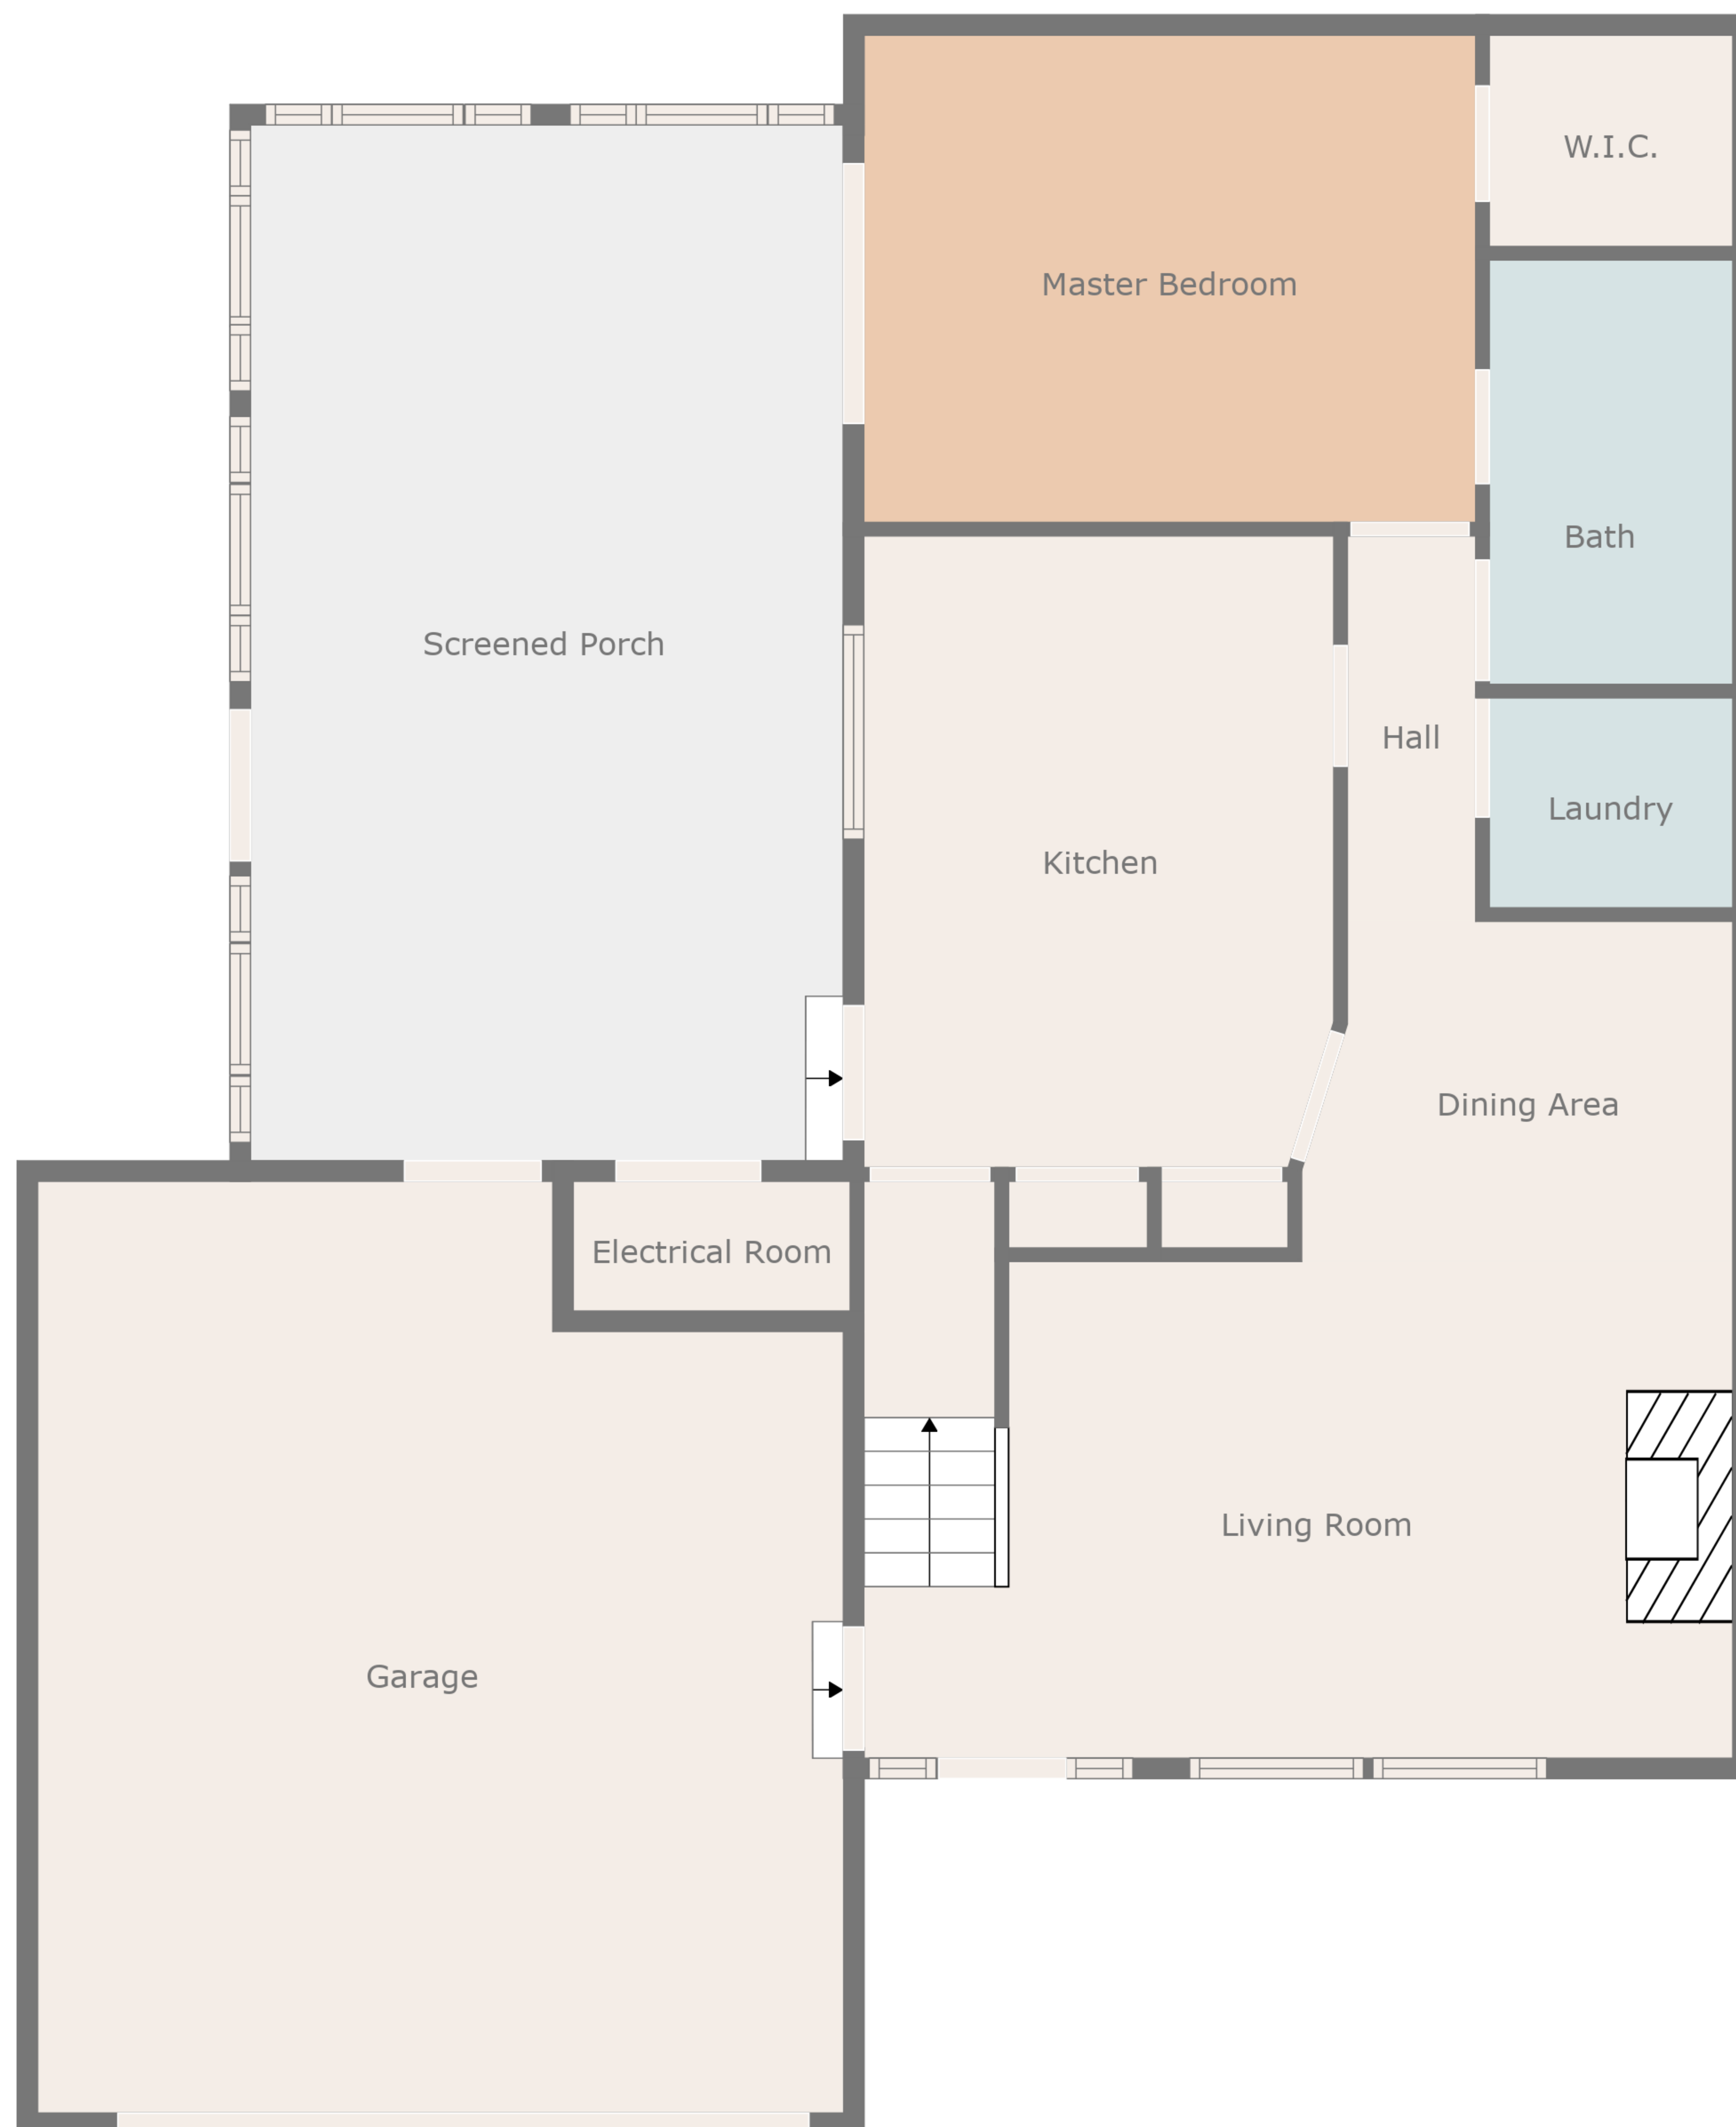 W.I.C.
Master Bedroom
Bath
Screened Porch
Hall
Laundry
Kitchen
Dining Area
Electrical Room
Living Room
Garage